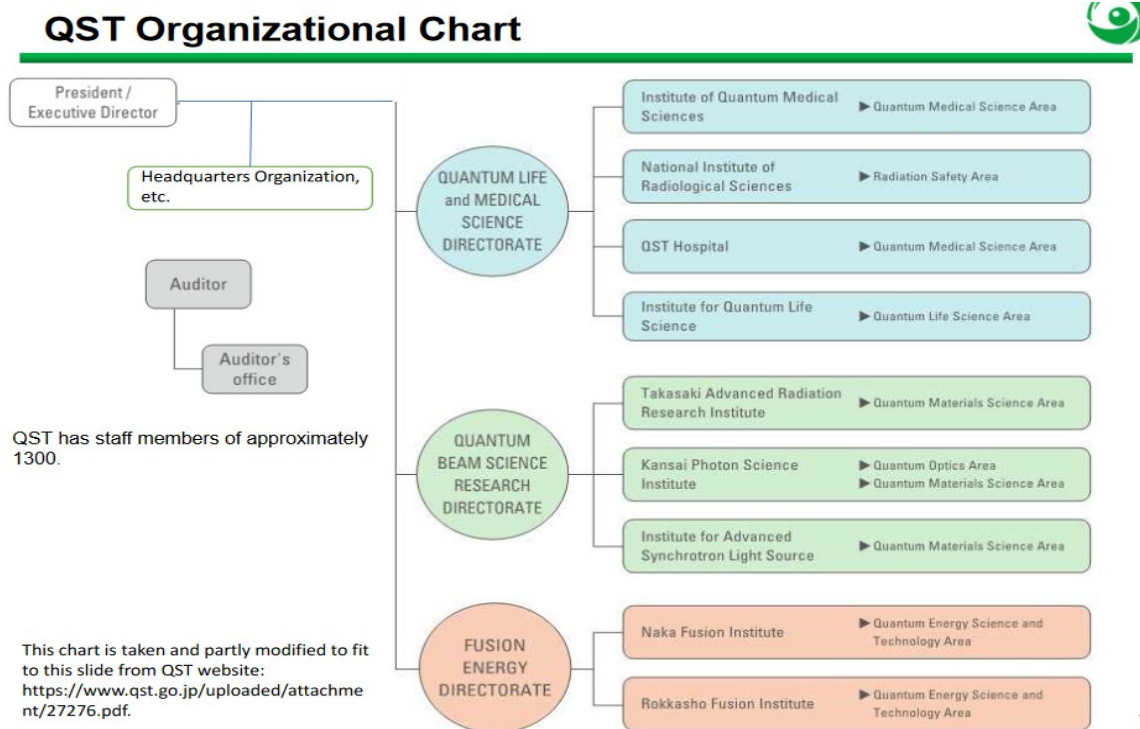 QST Organizational Chart
President /
Executive Director
Headquarters Organization,
etc.
Auditor
Auditor's
office
QST has staff members of approximately
1300.
This chart is taken and partly modified to fit
to this slide from QST website:
https://www.qst.go.jp/uploaded/attachme
nt/27276.pdf.
QUANTUM LIFE
and MEDICAL
SCIENCE
DIRECTORATE
Institute of Quantum Medical
Sciences
▶ Quantum Medical Science Area
National Institute of
Radiological Sciences
▶ Radiation Safety Area
QST Hospital
▶ Quantum Medical Science Area
Institute for Quantum Life
Science
▶ Quantum Life Science Area
QUANTUM
BEAM SCIENCE
RESEARCH
DIRECTORATE
Takasaki Advanced Radiation
Research Institute
▶ Quantum Materials Science Area
Kansai Photon Science
Institute
▶ Quantum Optics Area
▶ Quantum Materials Science Area
Institute for Advanced
Synchrotron Light Source
▶ Quantum Materials Science Area
FUSION
ENERGY
DIRECTORATE
Naka Fusion Institute
▶ Quantum Energy Science and
Technology Area
Rokkasho Fusion Institute
▶ Quantum Energy Science and
Technology Area